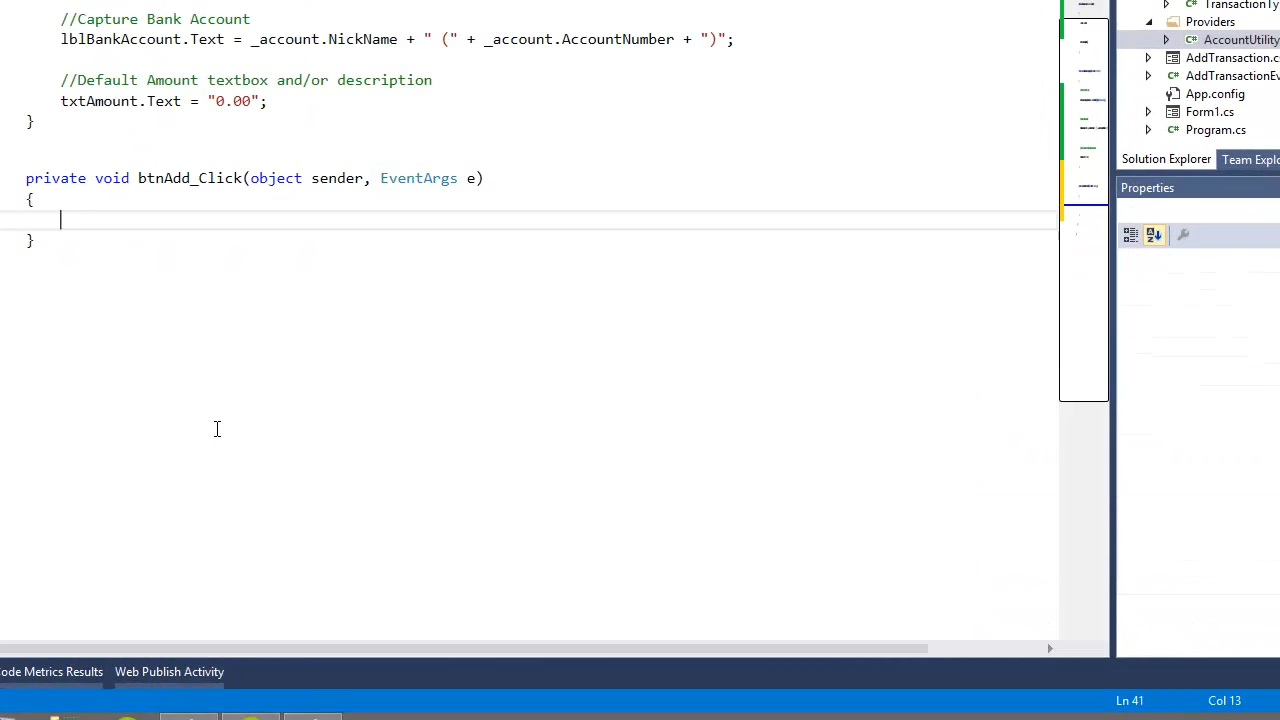 //Capture Bank Account
lblBankAccount.Text = _account.NickName + " (" + _account.AccountNumber + ")";
//Default Amount textbox and/or description
txtAmount.Text = "0.00";
}
private void btnAdd_Click(object sender, EventArgs e)
{
}
TransactionTy
Providers
C# AccountUtility
AddTransaction.c
C# AddTransactionEv
App.config
Form1.cs
C# Program.cs
Solution Explorer
Team Explo
Properties
ode Metrics Results
Web Publish Activity
Ln 41
Col 13